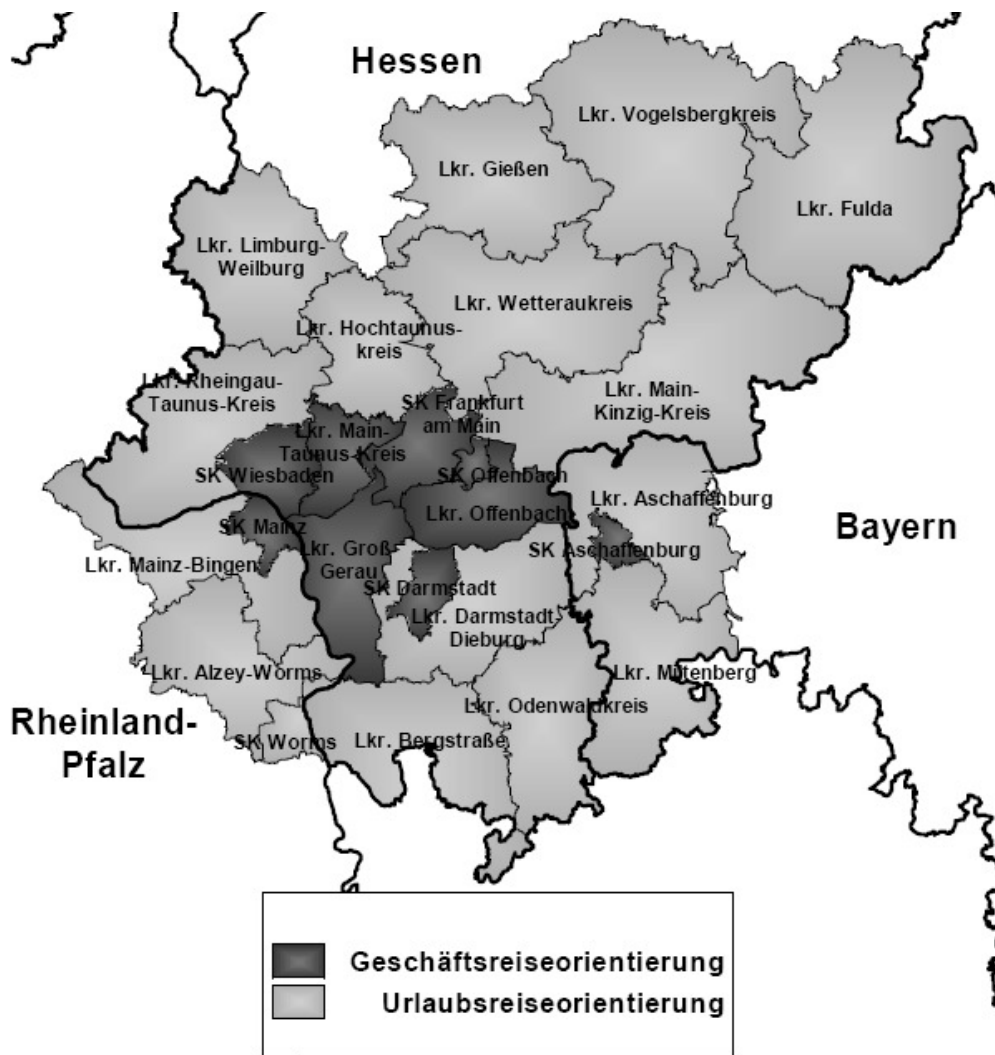 Hessen
Lkr. Vogelsbergkreis
Lkr. Gießen
Lkr. Fulda
Lkr. Limburg-
Weilburg
Lkr. Wetteraukreis
Lkr. Hochtaunus-
kreis
Lkr. Rheingau-
Taunus-Kreis
Lkr. Main-
Kinzig-Kreis
SK Frankfurt
am Main
Lkr. Main-
Taunus-Kreis
SK Wiesbaden
SK Offenbach
Lkr. Offenbach
Lkr. Aschaffenburg
Bayern
SK Mainz
Lkr. Groß-
Gerau
SK Aschaffenburg
Lkr. Mainz-Bingen
SK Darmstadt
Lkr. Darmstadt
Dieburg
Lkr. Alzey-Worms
Lkr. Miltenberg
Rheinland-
Pfalz
Lkr. Odenwaldkreis
SK Worms
Lkr. Bergstraße
Geschäftsreiseorientierung
Urlaubsreiseorientierung